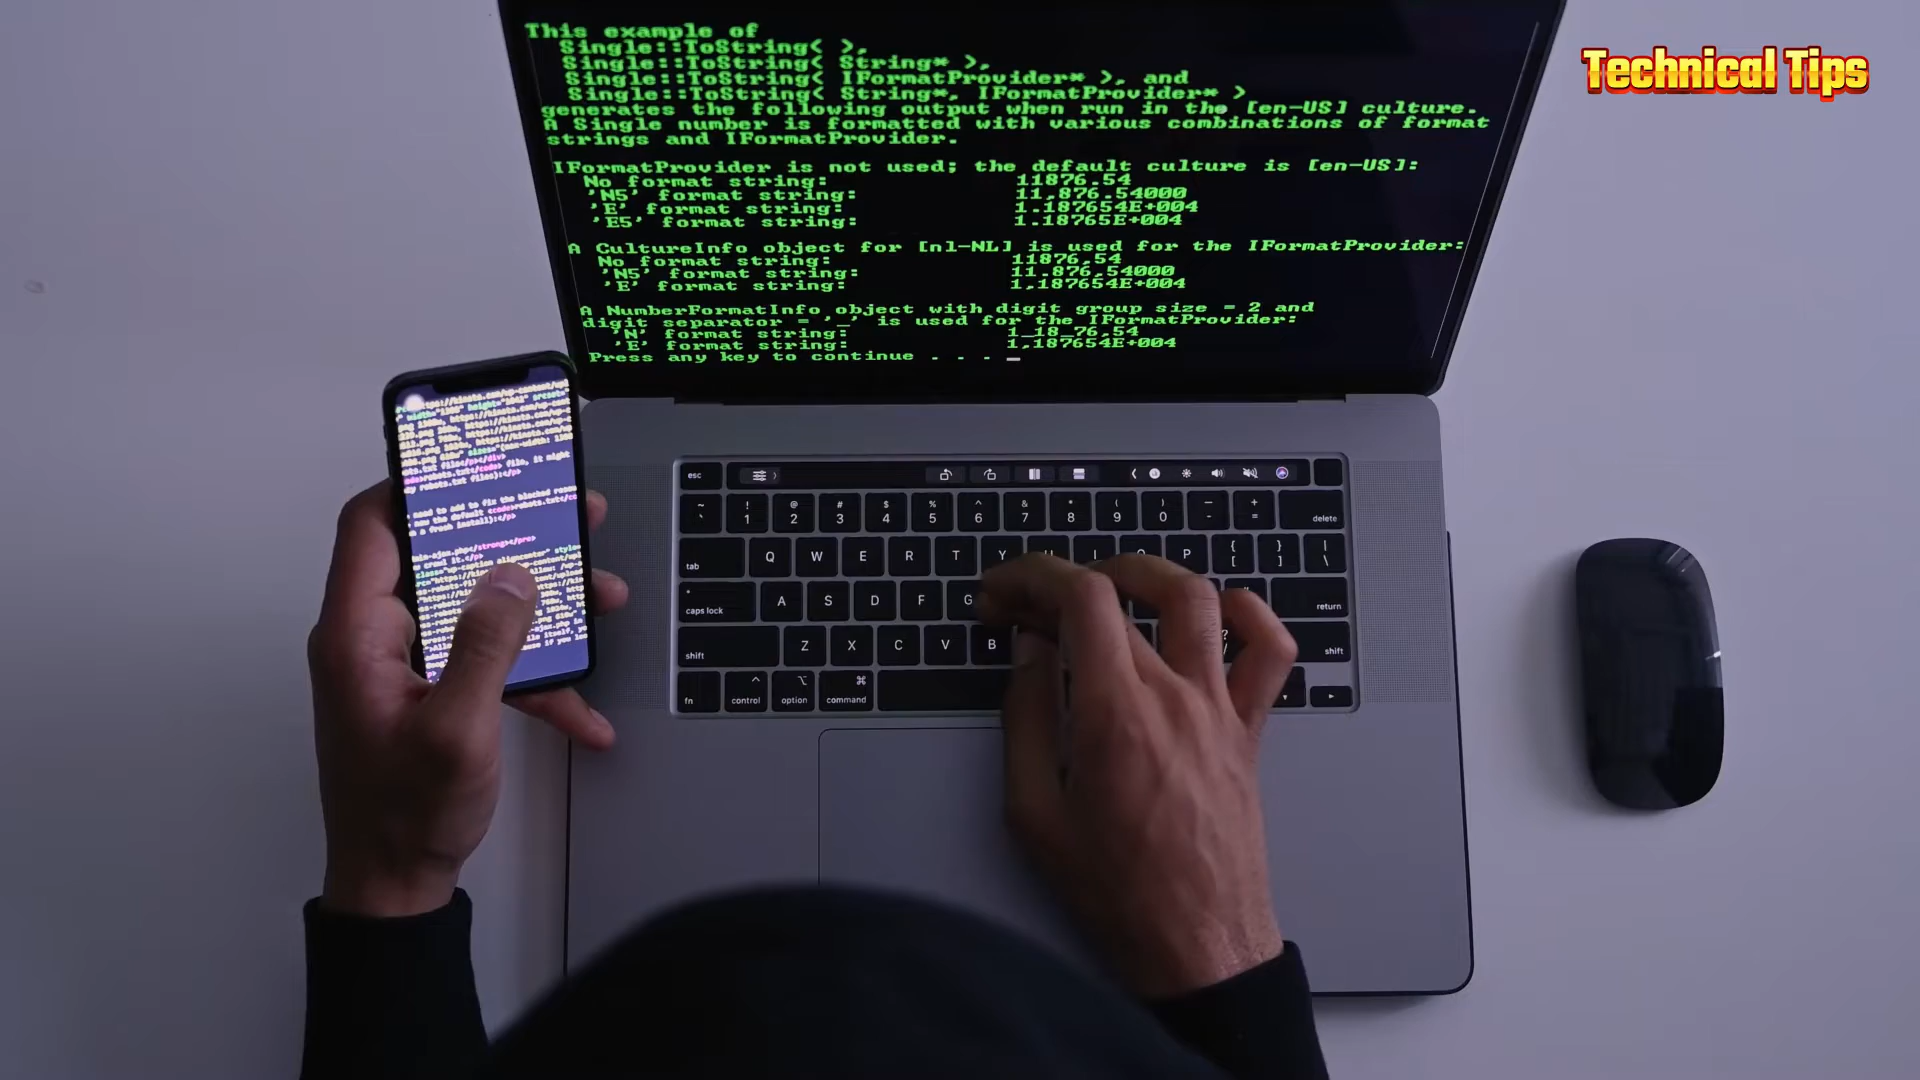 Technical Tips
This example of
Single::ToString( ),
Single::ToString( String* ),
Single::ToString( IFormatProvider* ), and
Single::ToString( String*, IFormatProvider* )
generates the following output when run in the [en-US] culture.
A Single number is formatted with various combinations of format
strings and IFormatProvider.
IFormatProvider is not used; the default culture is [en-US]:
No format string: 11876.54
'N5' format string: 11,876.54000
'E' format string: 1.187654E+004
'E5' format string: 1.18765E+004
A CultureInfo object for [nl-NL] is used for the IFormatProvider:
No format string: 11876,54
'N5' format string: 11.876,54000
'E' format string: 1,187654E+004
A NumberFormatInfo object with digit group size = 2 and
digit separator = '_' is used for the IFormatProvider:
'N' format string: 1_18_76.54
'E' format string: 1.187654E+004
Press any key to continue . . . _
esc
~ ! @ # $ % ^ & * ( ) — +
` 1 2 3 4 5 6 7 8 9 0 - = delete
tab Q W E R T Y U I O P { [ } ] | \
caps lock A S D F G return
shift Z X C V B ? / shift
fn control option command